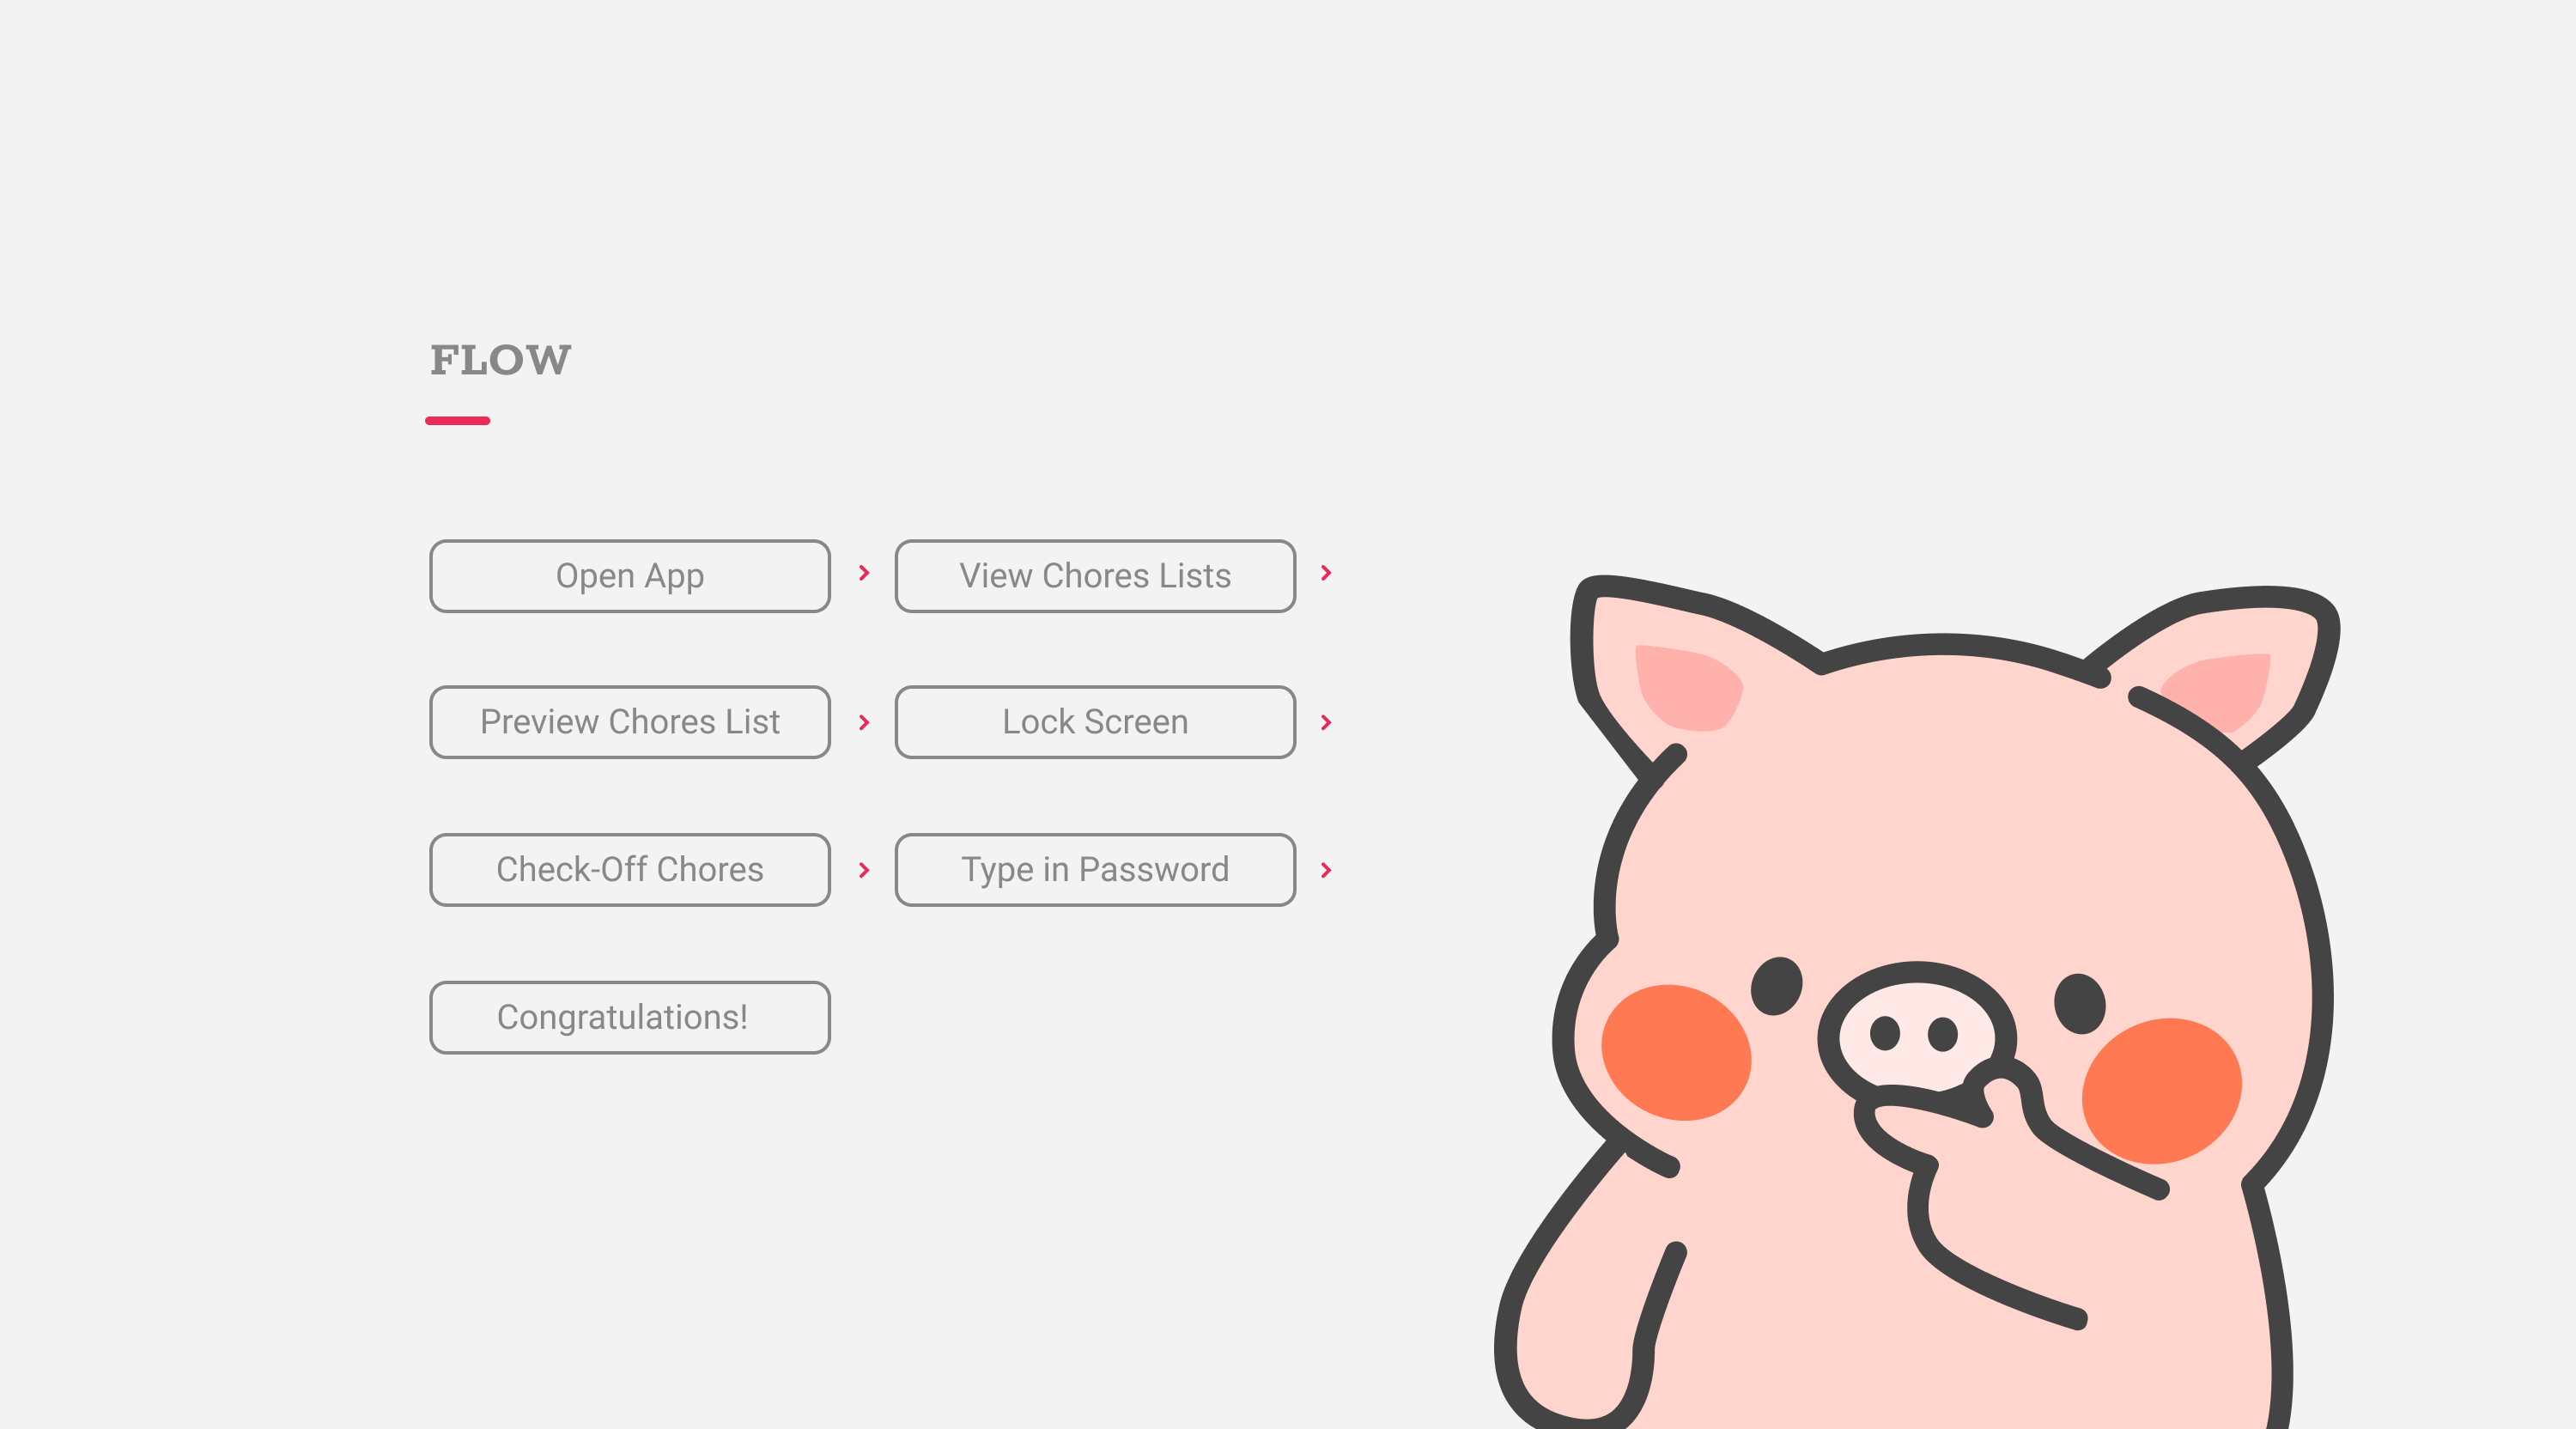 FLOW
Open App
View Chores Lists
Preview Chores List
Lock Screen
Check-Off Chores
Type in Password
Congratulations!